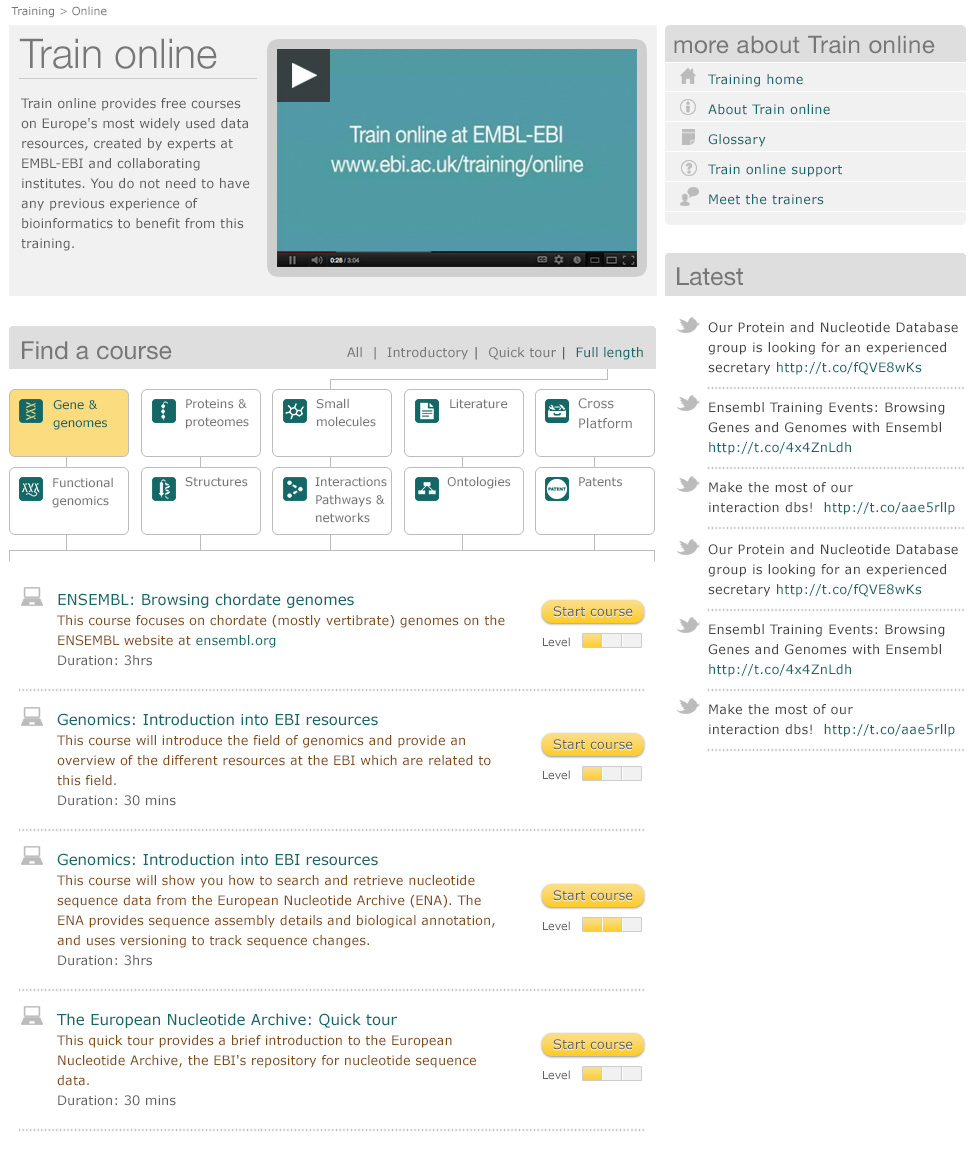 Training > Online
Train online
Train online provides free courses
on Europe's most widely used data
resources, created by experts at
EMBL-EBI and collaborating
institutes. You do not need to have
any previous experience of
bioinformatics to benefit from this
training.
Train online at EMBL-EBI
www.ebi.ac.uk/training/online
0:28 / 3:04
more about Train online
Training home
About Train online
Glossary
Train online support
Meet the trainers
Find a course
All | Introductory | Quick tour | Full length
Gene &
genomes
Proteins &
proteomes
Small
molecules
Literature
Cross
Platform
Functional
genomics
Structures
Interactions
Pathways &
networks
Ontologies
PATENT
Patents
ENSEMBL: Browsing chordate genomes
This course focuses on chordate (mostly vertibrate) genomes on the
ENSEMBL website at ensembl.org
Duration: 3hrs
Start course
Level
Genomics: Introduction into EBI resources
This course will introduce the field of genomics and provide an
overview of the different resources at the EBI which are related to
this field.
Duration: 30 mins
Start course
Level
Genomics: Introduction into EBI resources
This course will show you how to search and retrieve nucleotide
sequence data from the European Nucleotide Archive (ENA). The
ENA provides sequence assembly details and biological annotation,
and uses versioning to track sequence changes.
Duration: 3hrs
Start course
Level
The European Nucleotide Archive: Quick tour
This quick tour provides a brief introduction to the European
Nucleotide Archive, the EBI's repository for nucleotide sequence
data.
Duration: 30 mins
Start course
Level
Latest
Our Protein and Nucleotide Database
group is looking for an experienced
secretary http://t.co/fQVE8wKs
Ensembl Training Events: Browsing
Genes and Genomes with Ensembl
http://t.co/4x4ZnLdh
Make the most of our
interaction dbs! http://t.co/aae5rllp
Our Protein and Nucleotide Database
group is looking for an experienced
secretary http://t.co/fQVE8wKs
Ensembl Training Events: Browsing
Genes and Genomes with Ensembl
http://t.co/4x4ZnLdh
Make the most of our
interaction dbs! http://t.co/aae5rllp